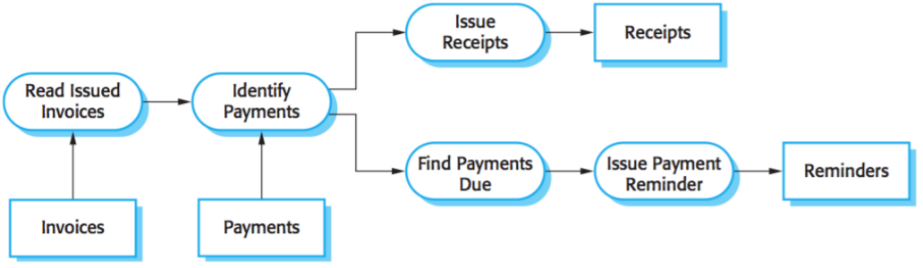 Issue
Receipts
Receipts
Read Issued
Invoices
Identify
Payments
Find Payments
Due
Issue Payment
Reminder
Reminders
Invoices
Payments